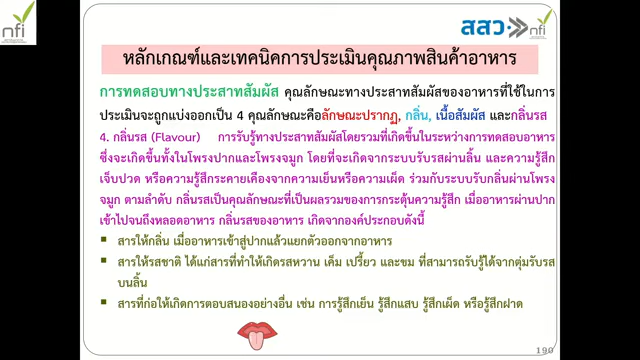 nfi
สสว.
nfi
หลักเกณฑ์และเทคนิคการประเมินคุณภาพสินค้าอาหาร
การทดสอบทางประสาทสัมผัส คุณลักษณะทางประสาทสัมผัสของอาหารที่ใช้ในการ
ประเมินจะถูกแบ่งออกเป็น 4 คุณลักษณะคือลักษณะปรากฏ, กลิ่น, เนื้อสัมผัส และกลิ่นรส
4. กลิ่นรส (Flavour) การรับรู้ทางประสาทสัมผัสโดยรวมที่เกิดขึ้นในระหว่างการทดสอบอาหาร
ซึ่งจะเกิดขึ้นทั้งในโพรงปากและโพรงจมูก โดยที่จะเกิดจากระบบรับรสผ่านลิ้น และความรู้สึก
เจ็บปวด หรือความรู้สึกระคายเคืองจากความเย็นหรือความเผ็ด ร่วมกับระบบรับกลิ่นผ่านโพรง
จมูก ตามลำดับ กลิ่นรสเป็นคุณลักษณะที่เป็นผลรวมของการกระตุ้นความรู้สึก เมื่ออาหารผ่านปาก
เข้าไปจนถึงหลอดอาหาร กลิ่นรสของอาหาร เกิดจากองค์ประกอบดังนี้
▪ สารให้กลิ่น เมื่ออาหารเข้าสู่ปากแล้วแยกตัวออกจากอาหาร
▪ สารให้รสชาติ ได้แก่สารที่ทำให้เกิดรสหวาน เค็ม เปรี้ยว และขม ที่สามารถรับรู้ได้จากตุ่มรับรส
บนลิ้น
▪ สารที่ก่อให้เกิดการตอบสนองอย่างอื่น เช่น การรู้สึกเย็น รู้สึกแสบ รู้สึกเผ็ด หรือรู้สึกฝาด
190